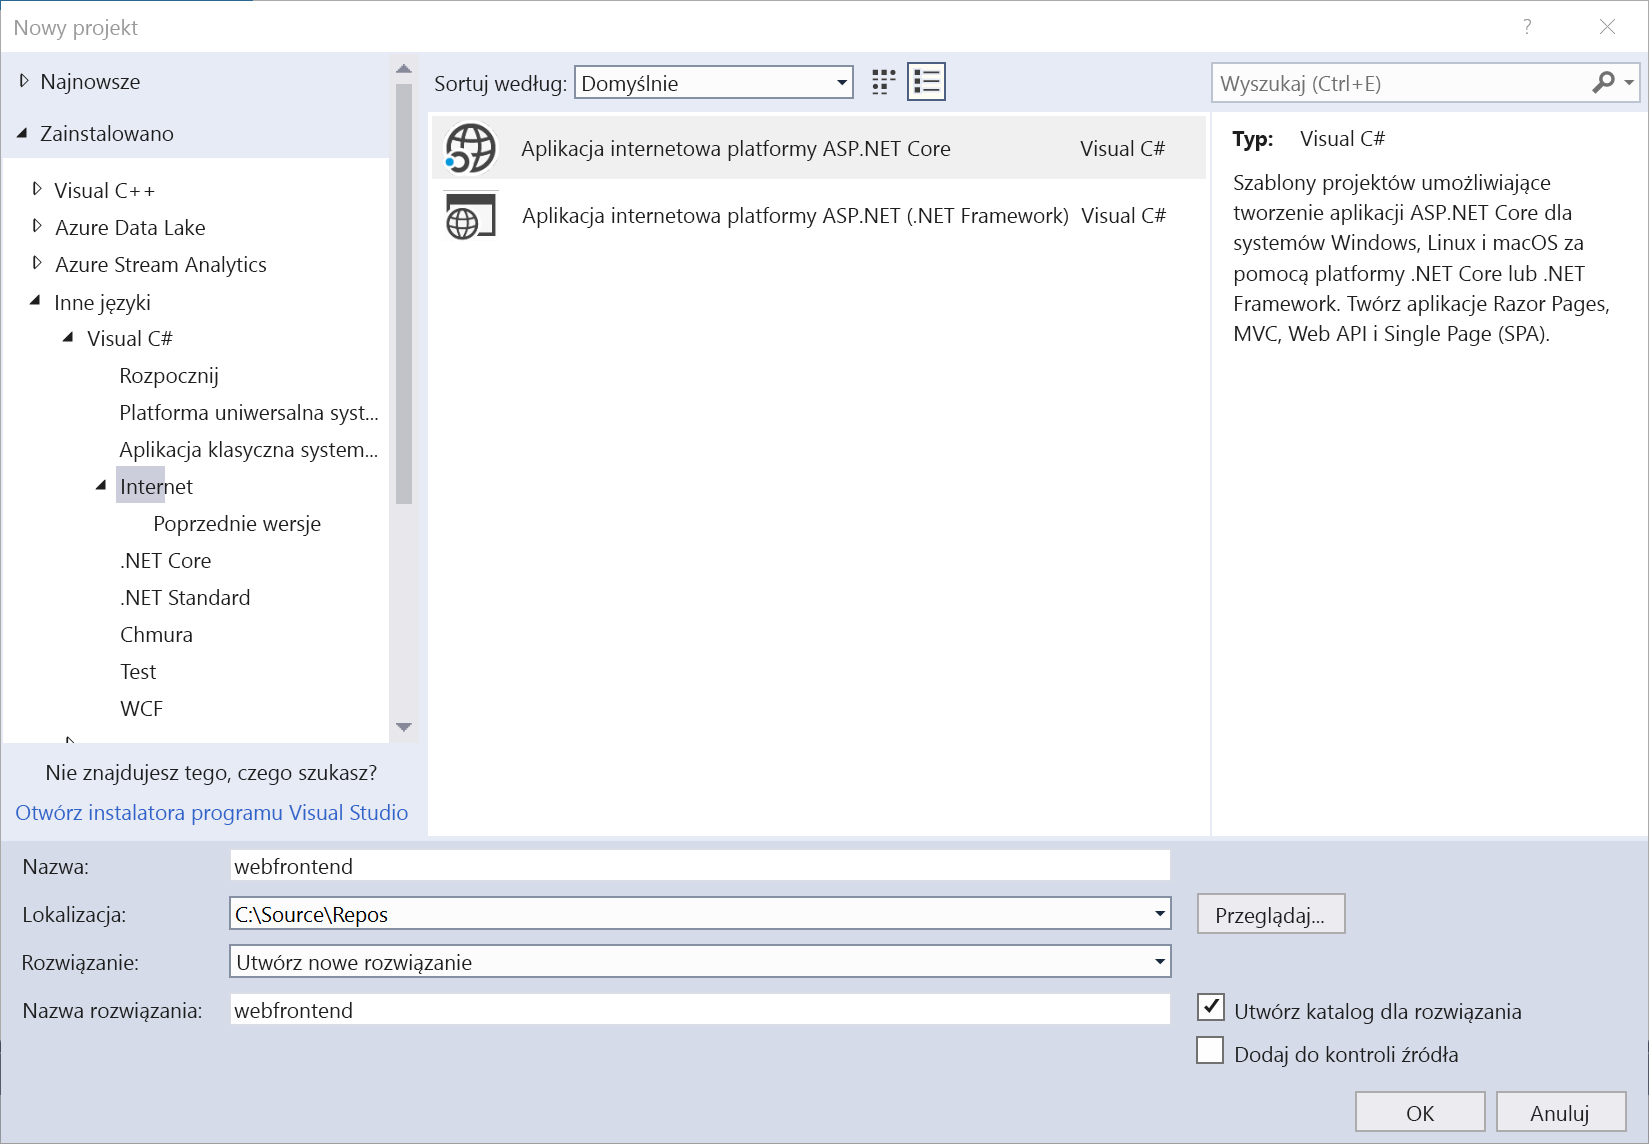 Nowy projekt
?
Najnowsze
Zainstalowano
Visual C++
Azure Data Lake
Azure Stream Analytics
Inne języki
Visual C#
Rozpocznij
Platforma uniwersalna syst...
Aplikacja klasyczna system...
Internet
Poprzednie wersje
.NET Core
.NET Standard
Chmura
Test
WCF
Nie znajdujesz tego, czego szukasz?
Otwórz instalatora programu Visual Studio
Sortuj według: Domyślnie
Aplikacja internetowa platformy ASP.NET Core Visual C#
Aplikacja internetowa platformy ASP.NET (.NET Framework) Visual C#
Wyszukaj (Ctrl+E)
Typ: Visual C#
Szablony projektów umożliwiające
tworzenie aplikacji ASP.NET Core dla
systemów Windows, Linux i macOS za
pomocą platformy .NET Core lub .NET
Framework. Twórz aplikacje Razor Pages,
MVC, Web API i Single Page (SPA).
Nazwa: webfrontend
Lokalizacja: C:\Source\Repos
Przeglądaj...
Rozwiązanie: Utwórz nowe rozwiązanie
Nazwa rozwiązania: webfrontend
Utwórz katalog dla rozwiązania
Dodaj do kontroli źródła
OK
Anuluj